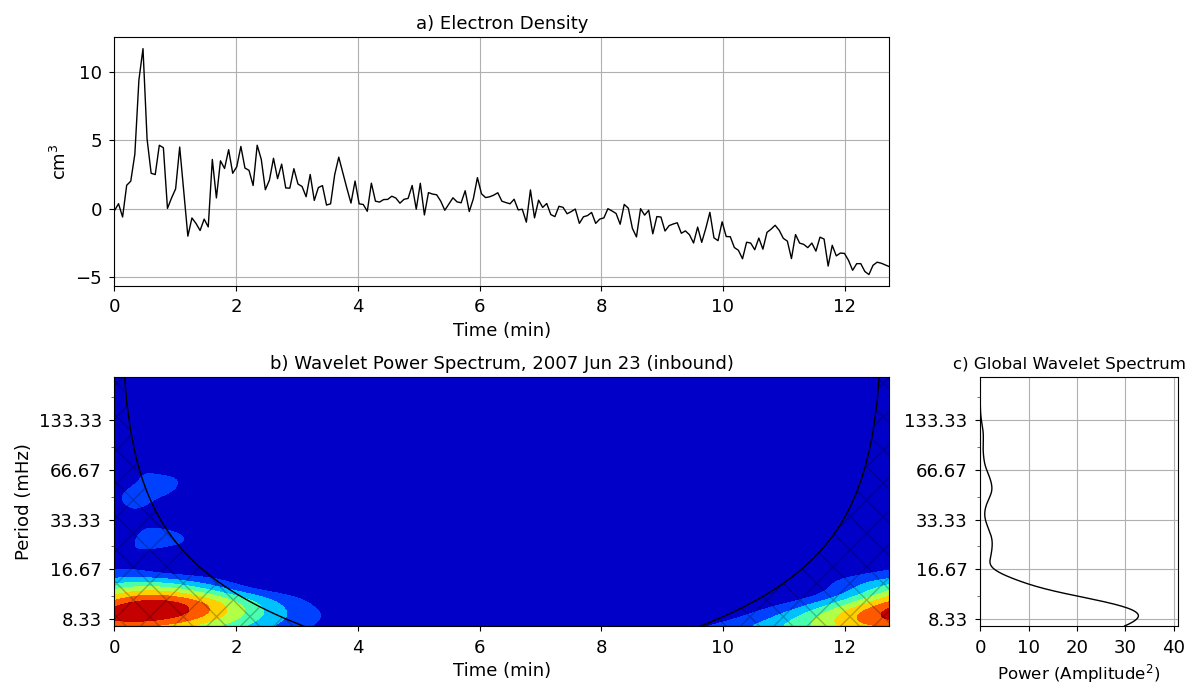 a) Electron Density
10
5
0
−5
cm³
0 2 4 6 8 10 12
Time (min)
b) Wavelet Power Spectrum, 2007 Jun 23 (inbound)
133.33
66.67
33.33
16.67
8.33
Period (mHz)
0 2 4 6 8 10 12
Time (min)
c) Global Wavelet Spectrum
133.33
66.67
33.33
16.67
8.33
0 10 20 30 40
Power (Amplitude²)